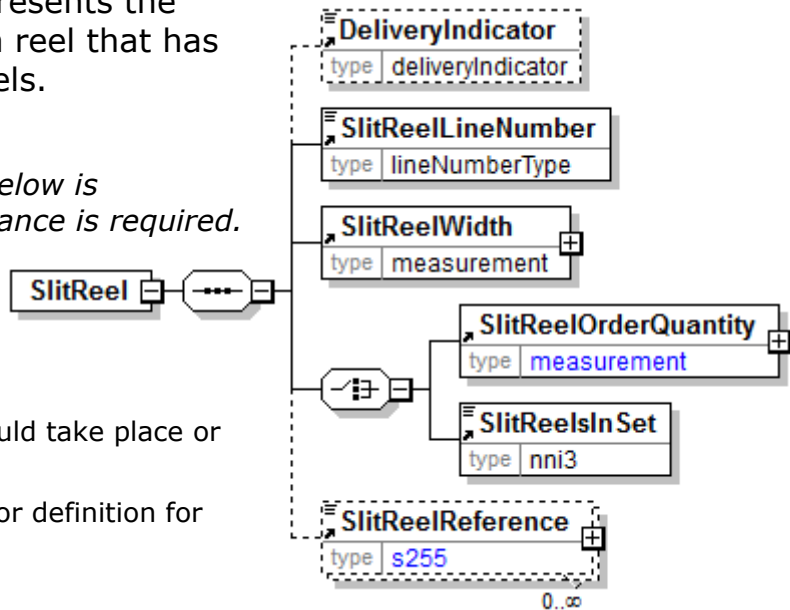 presents the
reel that has
els.
elow is
ance is required.
uld take place or
or definition for
SlitReel
DeliveryIndicator
type deliveryIndicator
SlitReelLineNumber
type lineNumberType
SlitReelWidth
type measurement
SlitReelOrderQuantity
type measurement
SlitReelsInSet
type nni3
SlitReelReference
type s255
0..∞